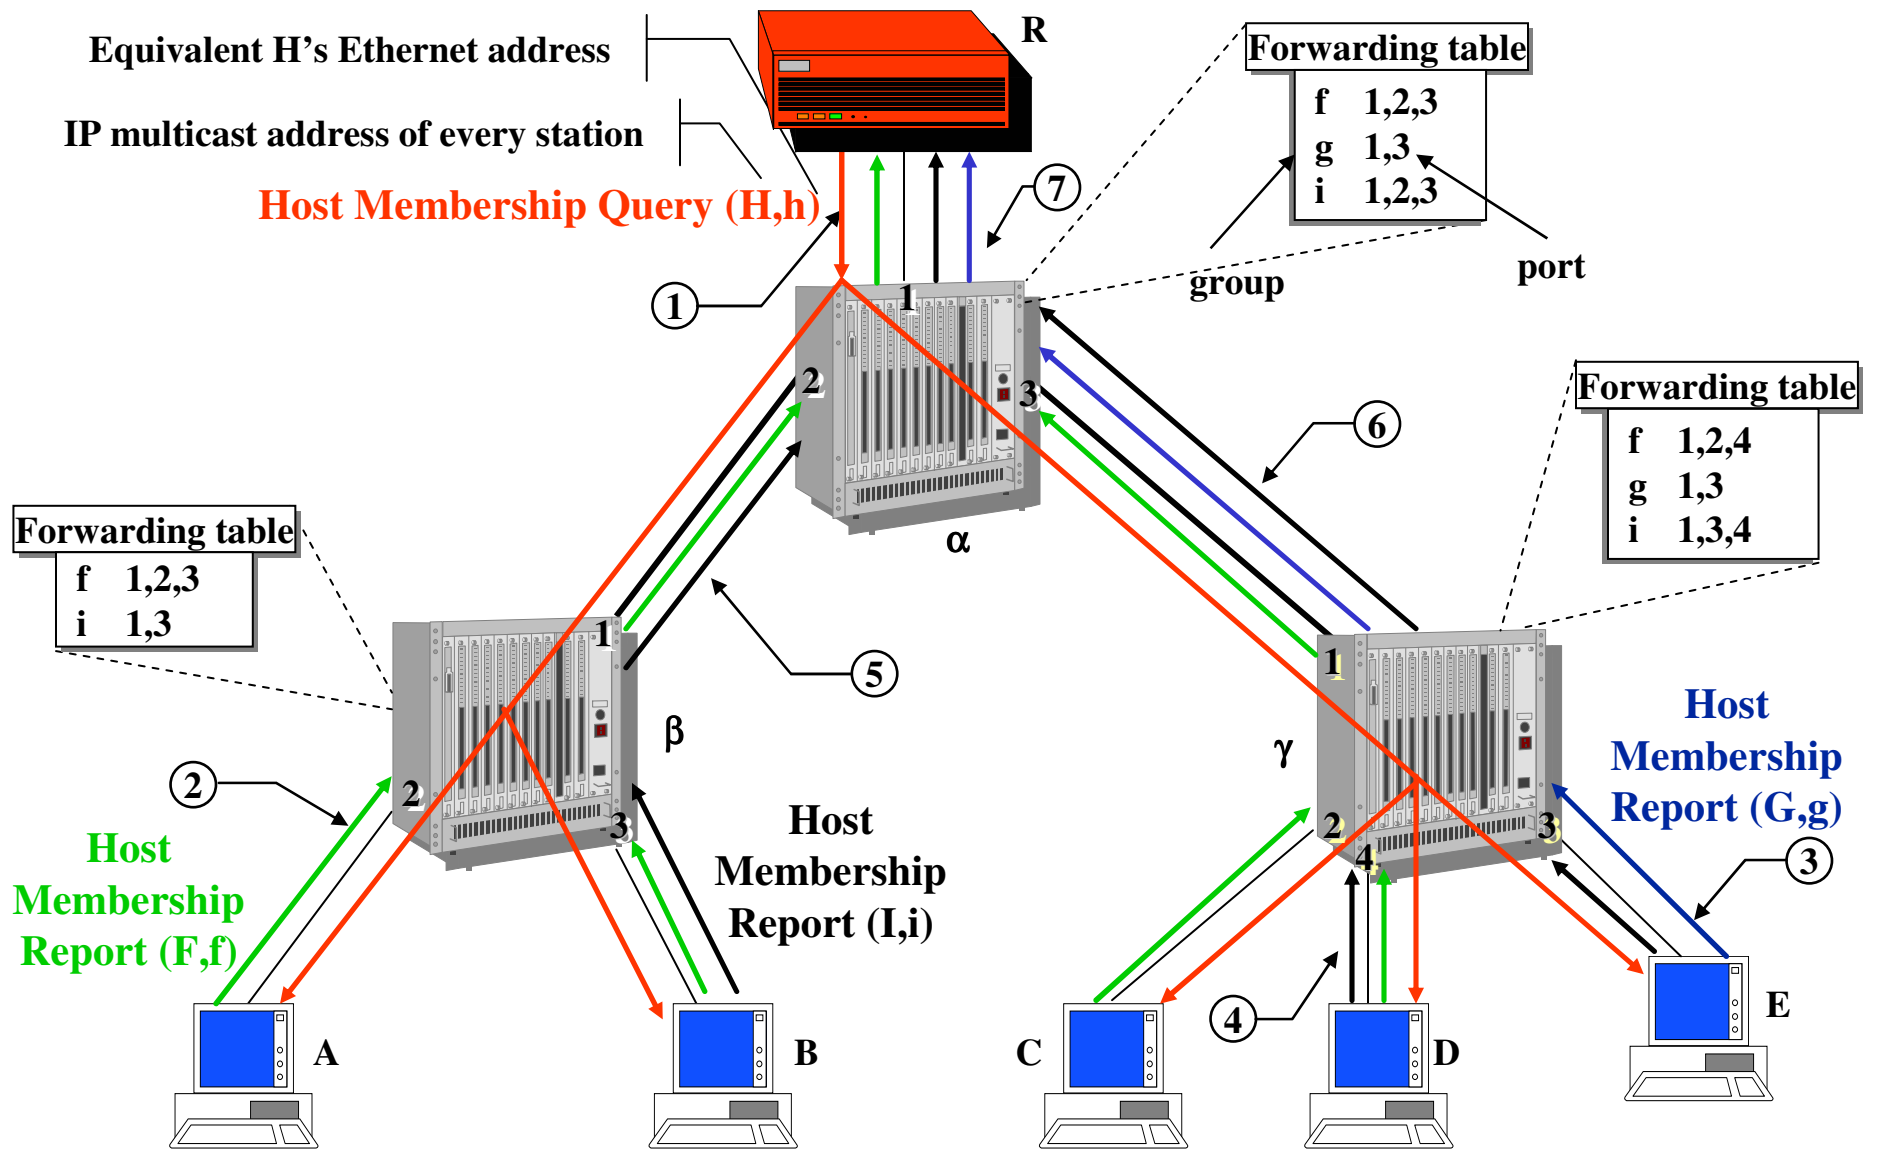 R
Equivalent H's Ethernet address
IP multicast address of every station
Host Membership Query (H,h)
Forwarding table
f 1,2,3
g 1,3
i 1,2,3
group
port
7
1
1
2
3
α
6
Forwarding table
f 1,2,4
g 1,3
i 1,3,4
Forwarding table
f 1,2,3
i 1,3
5
1
2
3
β
2
1
2
4
3
γ
Host
Membership
Report (G,g)
3
Host
Membership
Report (I,i)
Host
Membership
Report (F,f)
4
A
B
C
D
E